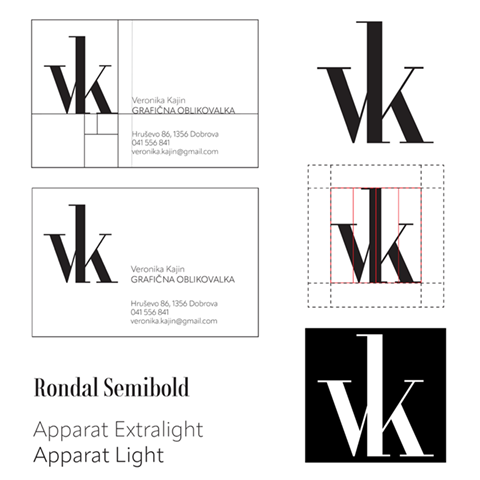 vk
Veronika Kajin
GRAFIČNA OBLIKOVALKA
Hruševo 86, 1356 Dobrova
041 556 841
veronika.kajin@gmail.com
vk
vk
Veronika Kajin
GRAFIČNA OBLIKOVALKA
Hruševo 86, 1356 Dobrova
041 556 841
veronika.kajin@gmail.com
vk
Rondal Semibold
Apparat Extralight
Apparat Light
vk